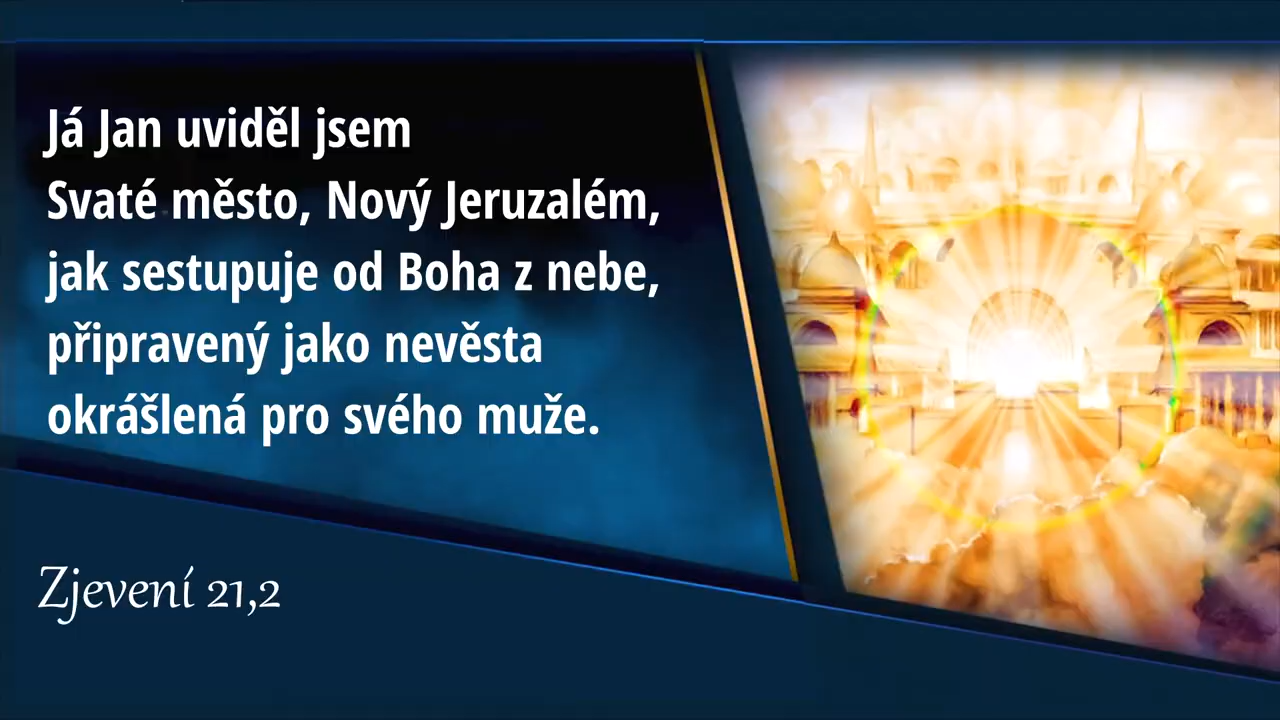 Já Jan uviděl jsem
Svaté město, Nový Jeruzalém,
jak sestupuje od Boha z nebe,
připravený jako nevěsta
okrášlená pro svého muže.
Zjevení 21,2